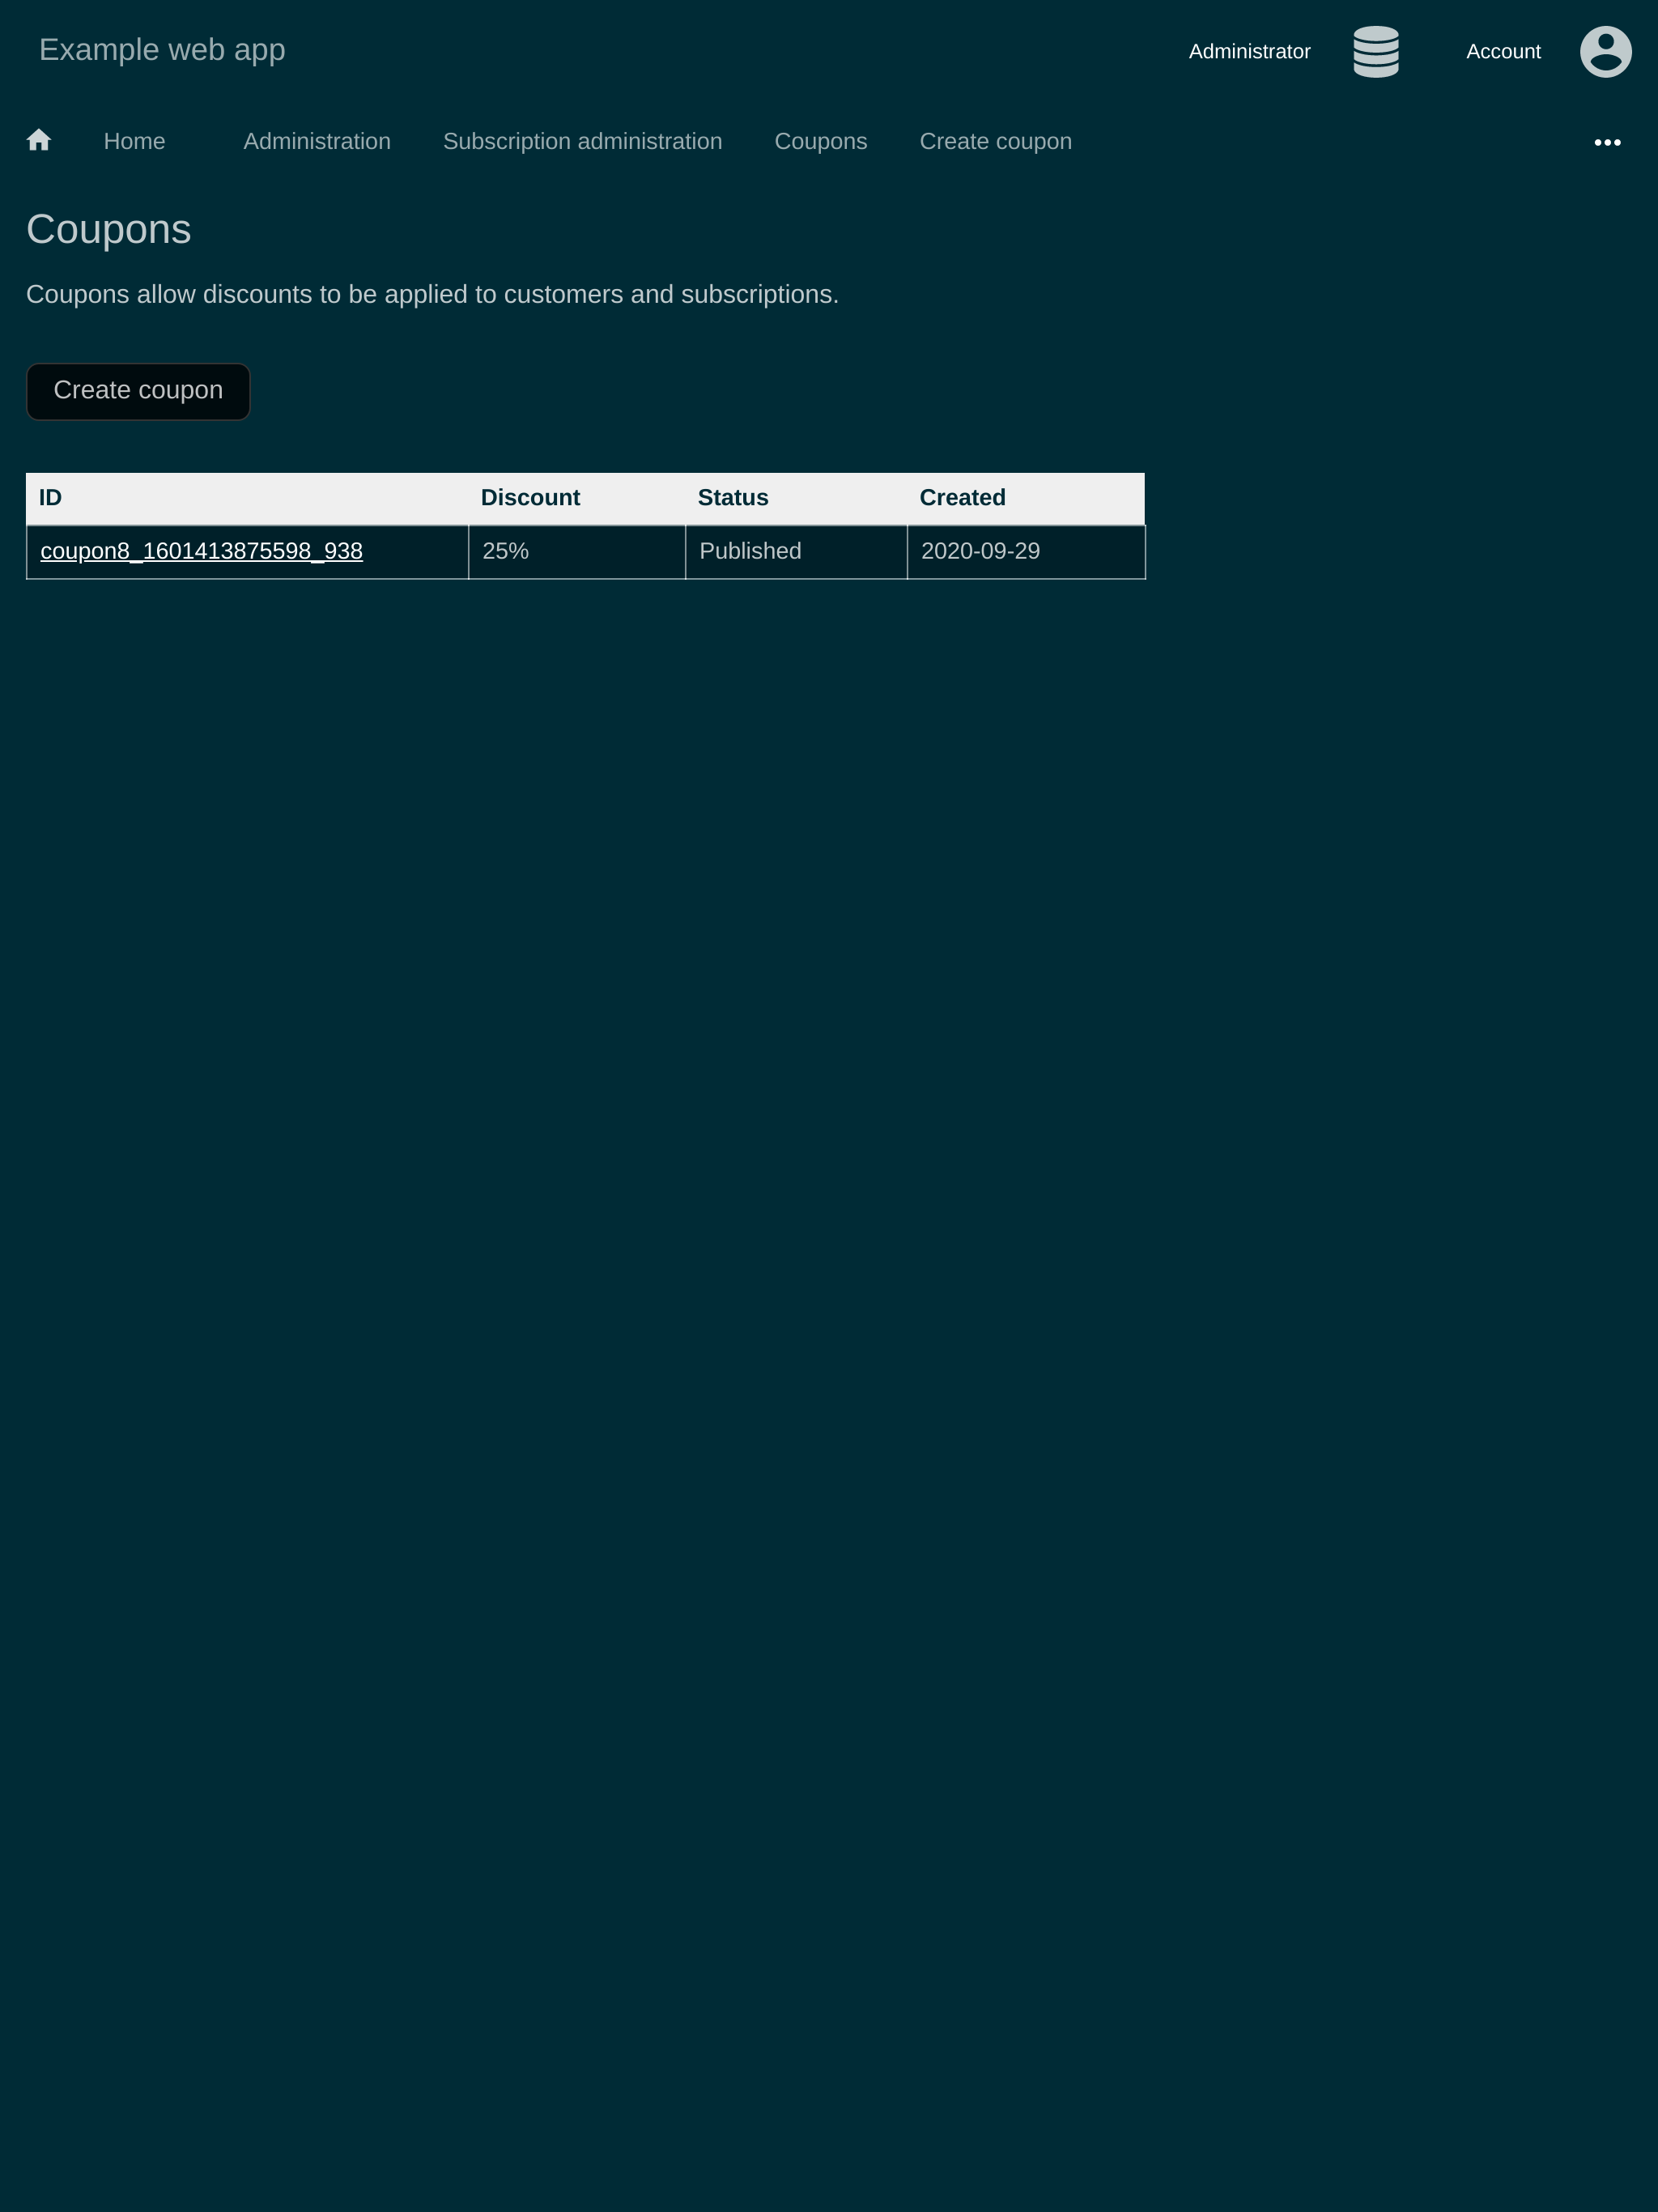 Example web app
Administrator
Account
Home Administration Subscription administration Coupons Create coupon
Coupons
Coupons allow discounts to be applied to customers and subscriptions.
Create coupon
ID Discount Status Created
coupon8_1601413875598_938 25% Published 2020-09-29